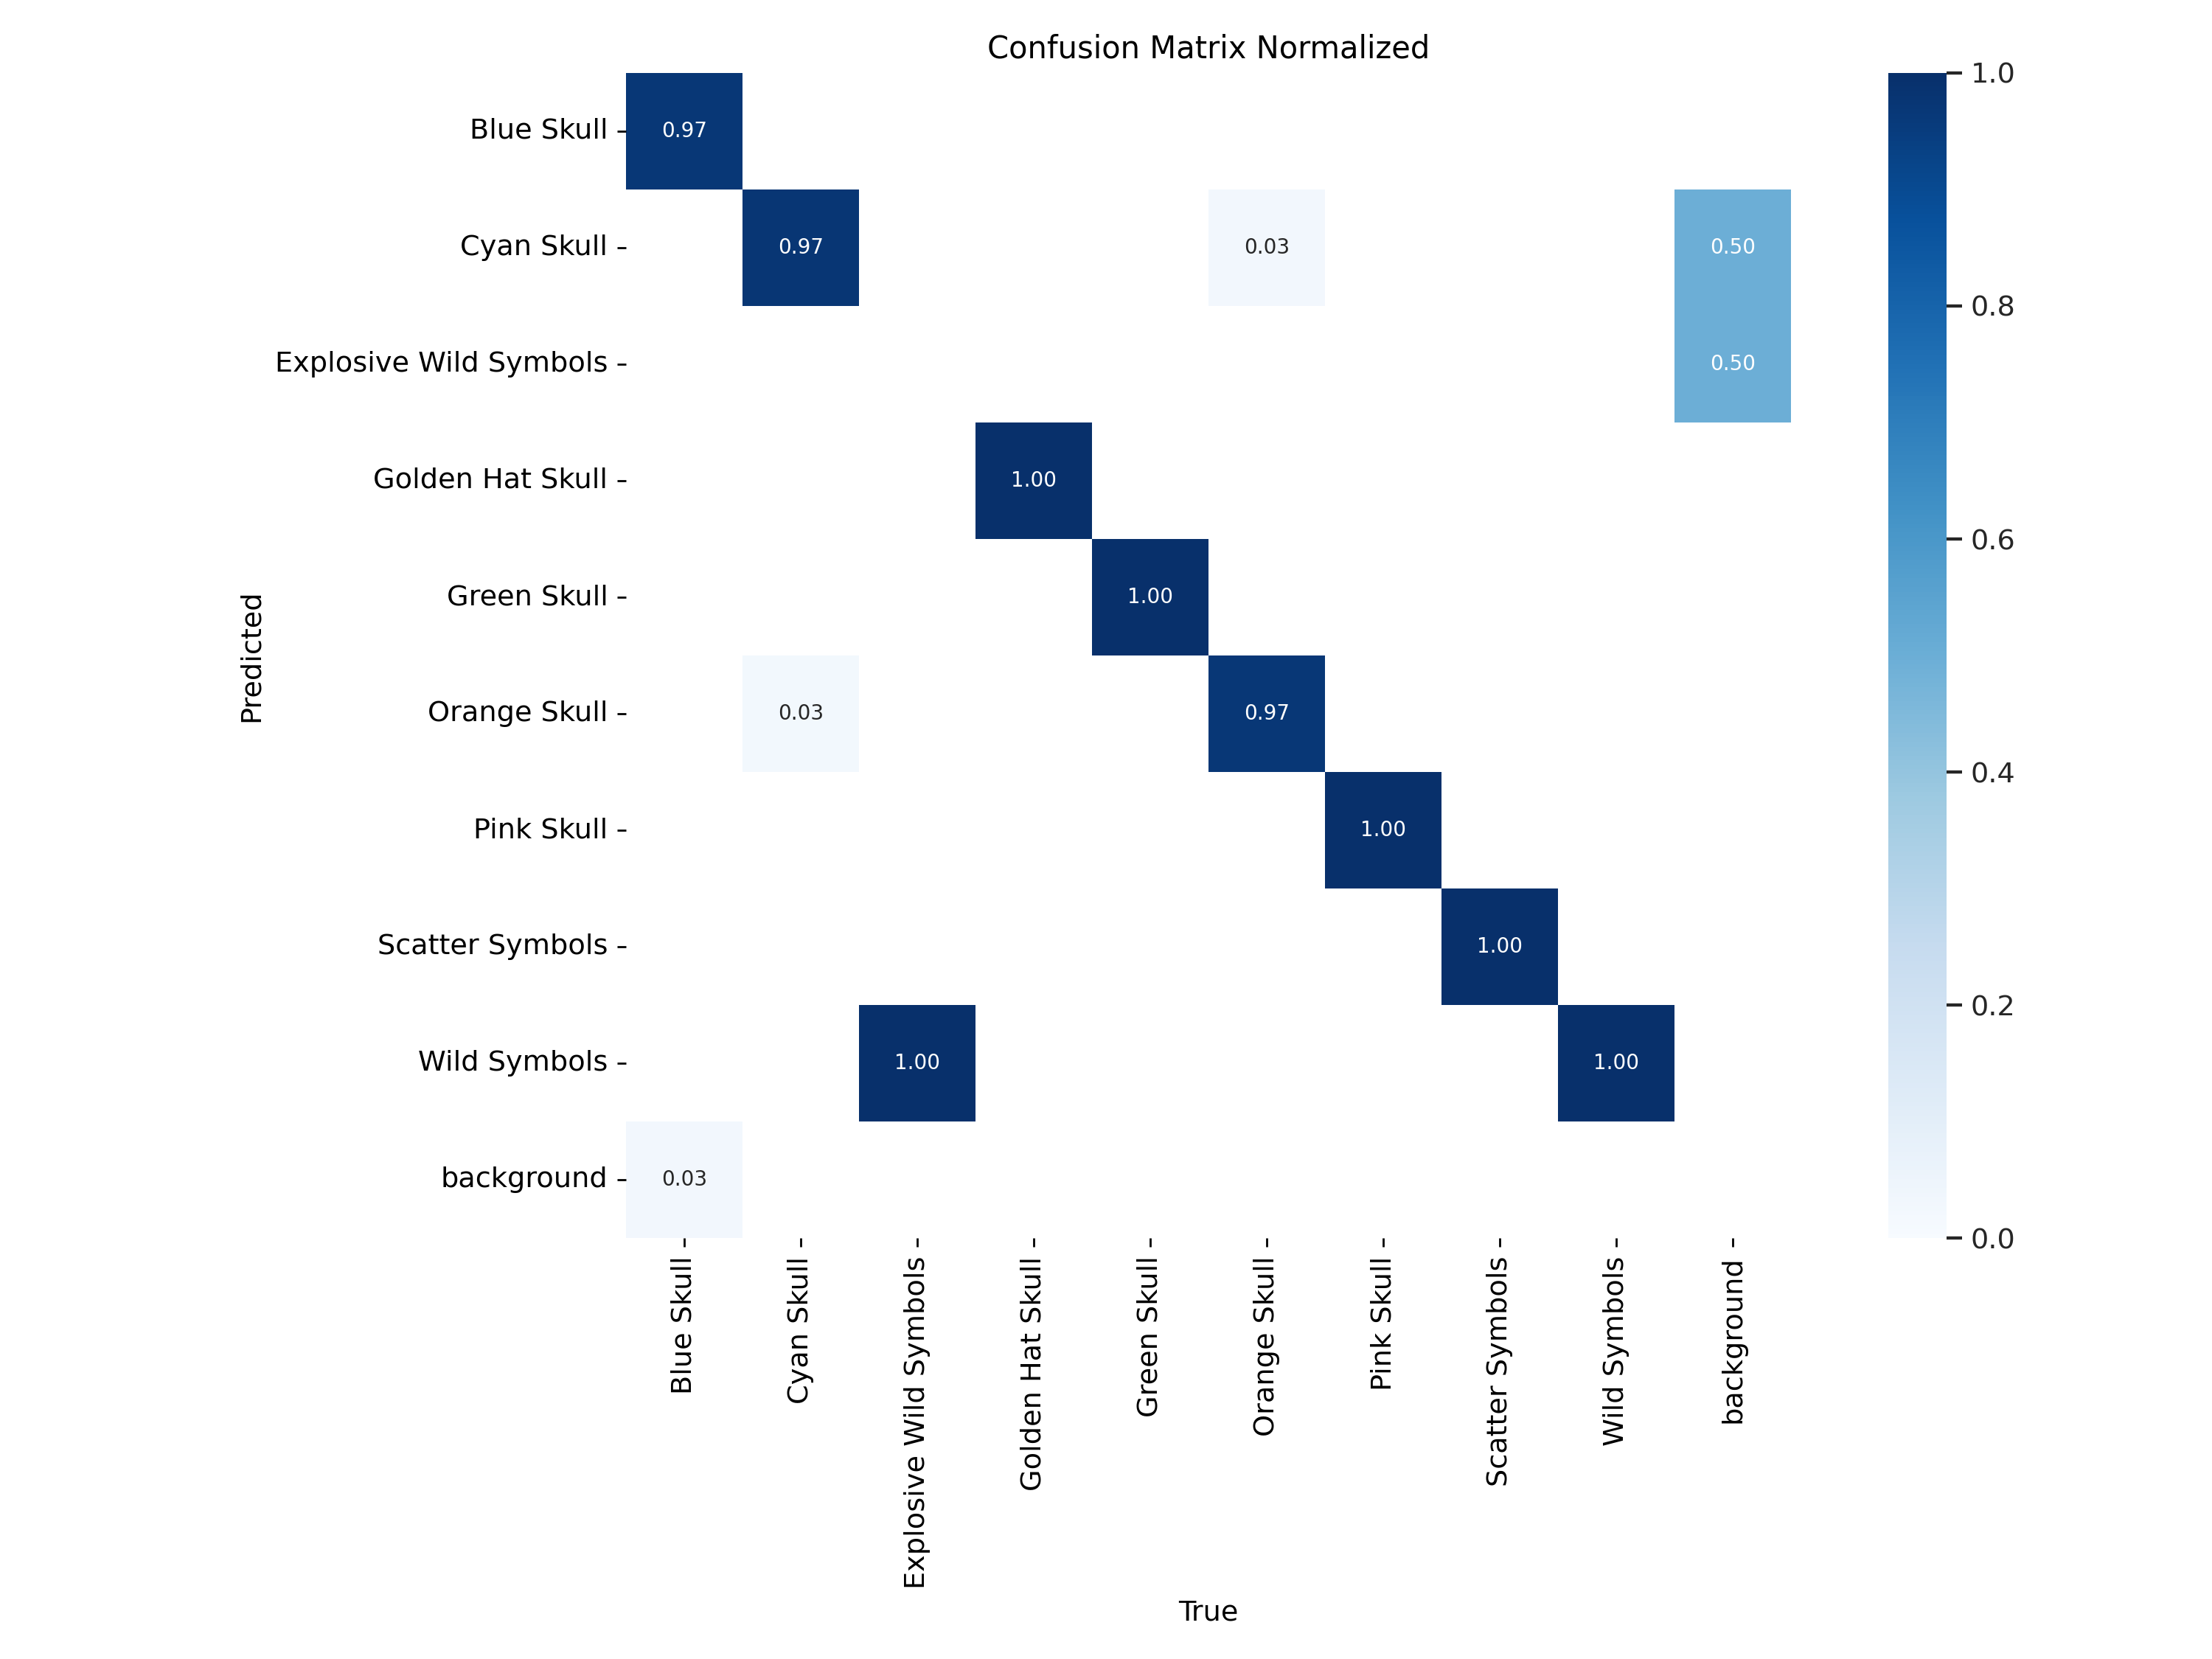 Confusion Matrix Normalized
Blue Skull
0.97
1.0
Cyan Skull
0.97
0.03
0.50
0.8
Explosive Wild Symbols
0.50
Golden Hat Skull
1.00
0.6
Green Skull
1.00
Predicted
Orange Skull
0.03
0.97
0.4
Pink Skull
1.00
Scatter Symbols
1.00
0.2
Wild Symbols
1.00
1.00
background
0.03
0.0
Blue Skull
Cyan Skull
Explosive Wild Symbols
Golden Hat Skull
Green Skull
Orange Skull
Pink Skull
Scatter Symbols
Wild Symbols
background
True